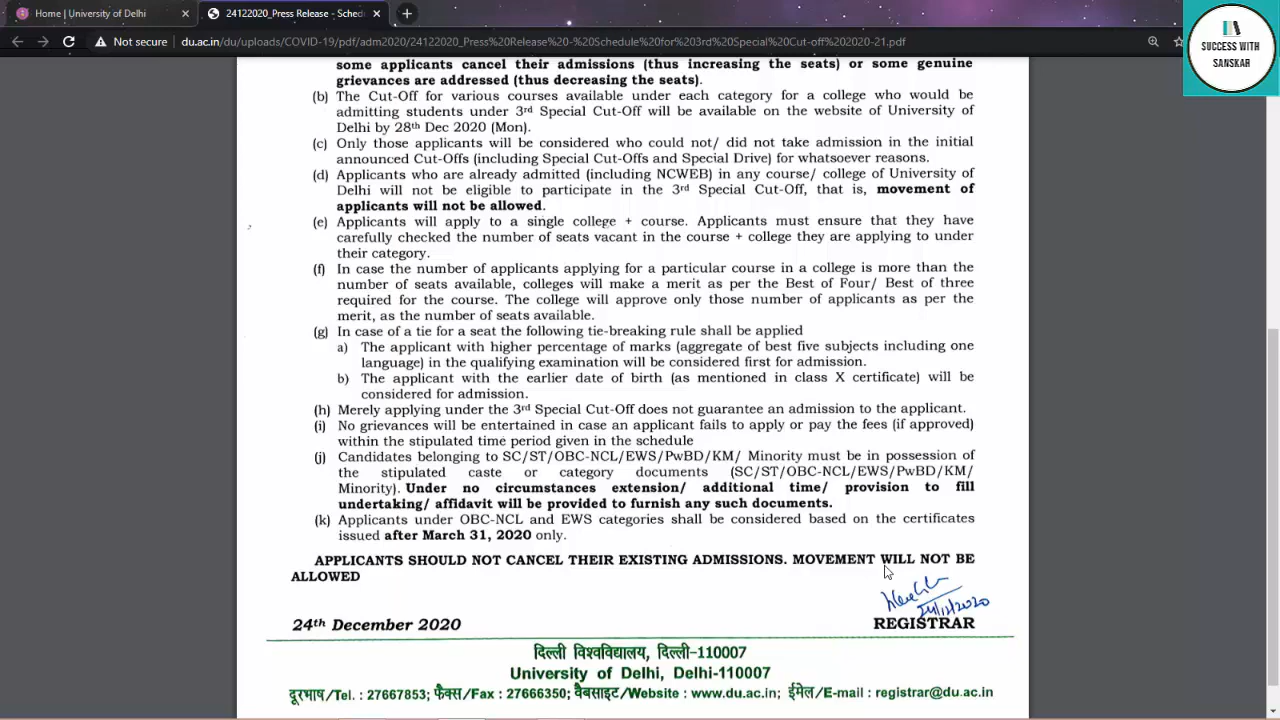 Home | University of Delhi
24122020_Press Release - Sched
Not secure
du.ac.in/du/uploads/COVID-19/pdf/adm2020/24122020_Press%20Release%20-%20Schedule%20for%203rd%20Special%20Cut-off%202020-21.pdf
SUCCESS WITH
SANSKAR
some applicants cancel their admissions (thus increasing the seats) or some genuine
grievances are addressed (thus decreasing the seats).
(b) The Cut-Off for various courses available under each category for a college who would be
admitting students under 3rd Special Cut-Off will be available on the website of University of
Delhi by 28th Dec 2020 (Mon).
(c) Only those applicants will be considered who could not/ did not take admission in the initial
announced Cut-Offs (including Special Cut-Offs and Special Drive) for whatsoever reasons.
(d) Applicants who are already admitted (including NCWEB) in any course/ college of University of
Delhi will not be eligible to participate in the 3rd Special Cut-Off, that is, movement of
applicants will not be allowed.
(e) Applicants will apply to a single college + course. Applicants must ensure that they have
carefully checked the number of seats vacant in the course + college they are applying to under
their category.
(f) In case the number of applicants applying for a particular course in a college is more than the
number of seats available, colleges will make a merit as per the Best of Four/ Best of three
required for the course. The college will approve only those number of applicants as per the
merit, as the number of seats available.
(g) In case of a tie for a seat the following tie-breaking rule shall be applied
a) The applicant with higher percentage of marks (aggregate of best five subjects including one
language) in the qualifying examination will be considered first for admission.
b) The applicant with the earlier date of birth (as mentioned in class X certificate) will be
considered for admission.
(h) Merely applying under the 3rd Special Cut-Off does not guarantee an admission to the applicant.
(i) No grievances will be entertained in case an applicant fails to apply or pay the fees (if approved)
within the stipulated time period given in the schedule
(j) Candidates belonging to SC/ST/OBC-NCL/EWS/PwBD/KM/ Minority must be in possession of
the stipulated caste or category documents (SC/ST/OBC-NCL/EWS/PwBD/KM/
Minority). Under no circumstances extension/ additional time/ provision to fill
undertaking/ affidavit will be provided to furnish any such documents.
(k) Applicants under OBC-NCL and EWS categories shall be considered based on the certificates
issued after March 31, 2020 only.
APPLICANTS SHOULD NOT CANCEL THEIR EXISTING ADMISSIONS. MOVEMENT WILL NOT BE
ALLOWED
24/12/2020
24th December 2020 REGISTRAR
दिल्ली विश्वविद्यालय, दिल्ली-110007
University of Delhi, Delhi-110007
दूरभाष/Tel. : 27667853; फैक्स/Fax : 27666350; वैबसाइट/Website : www.du.ac.in; ईमेल/E-mail : registrar@du.ac.in